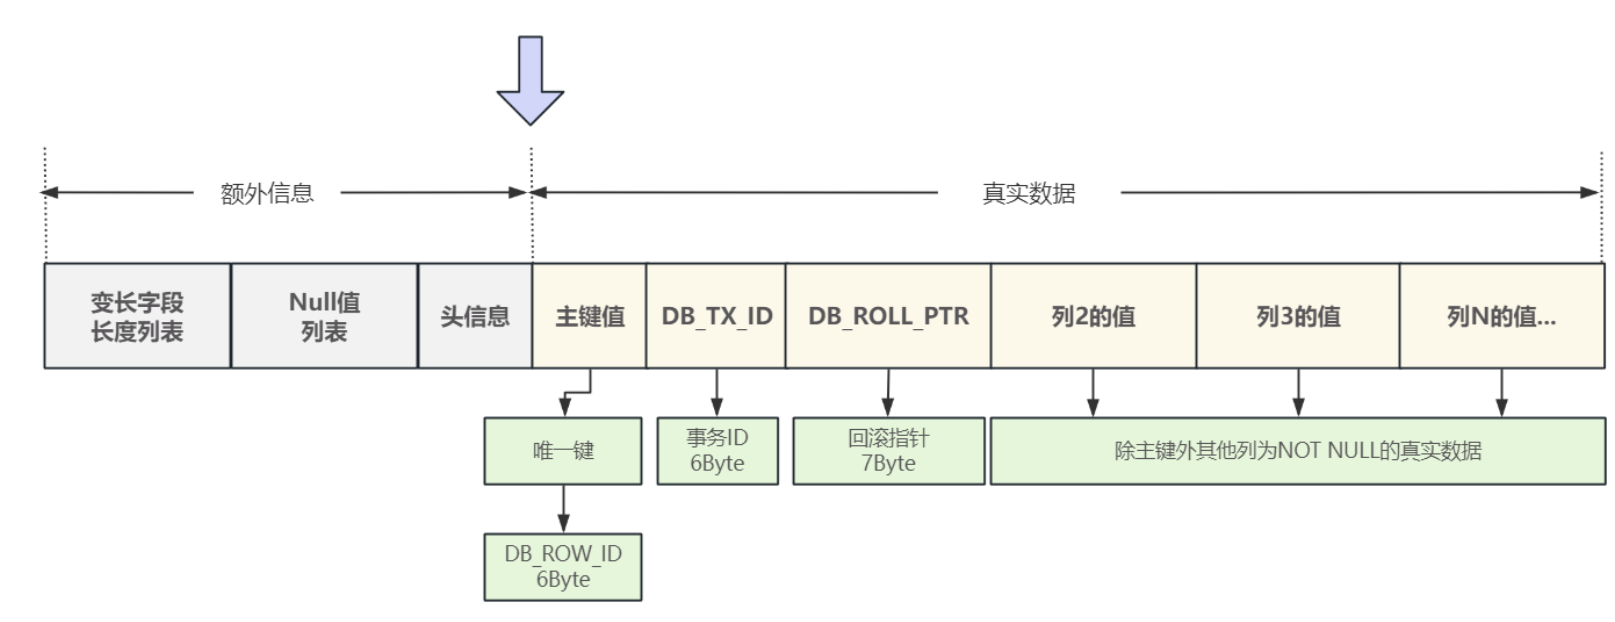 额外信息
真实数据
变长字段
长度列表
Null值
列表
头信息
主键值
DB_TX_ID
DB_ROLL_PTR
列2的值
列3的值
列N的值...
唯一键
事务ID
6Byte
回滚指针
7Byte
除主键外其他列为NOT NULL的真实数据
DB_ROW_ID
6Byte